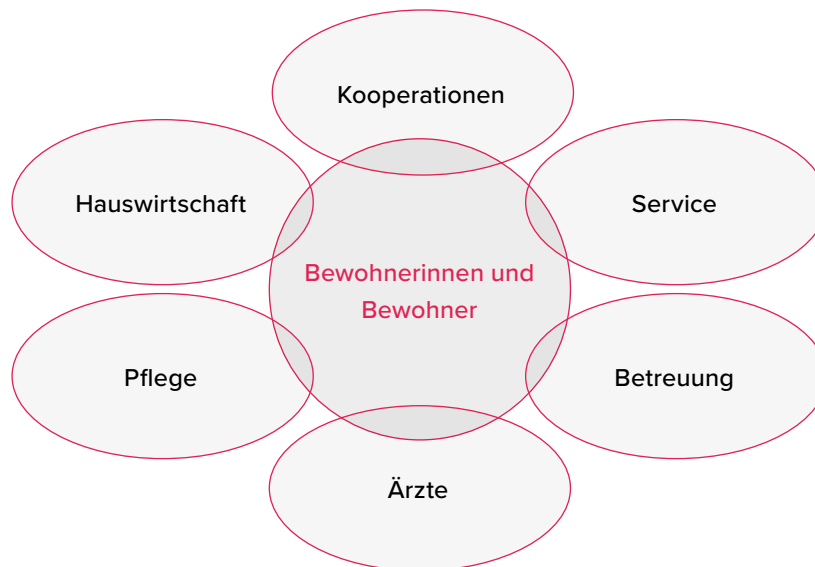 Kooperationen
Hauswirtschaft
Service
Bewohnerinnen und
Bewohner
Pflege
Betreuung
Ärzte